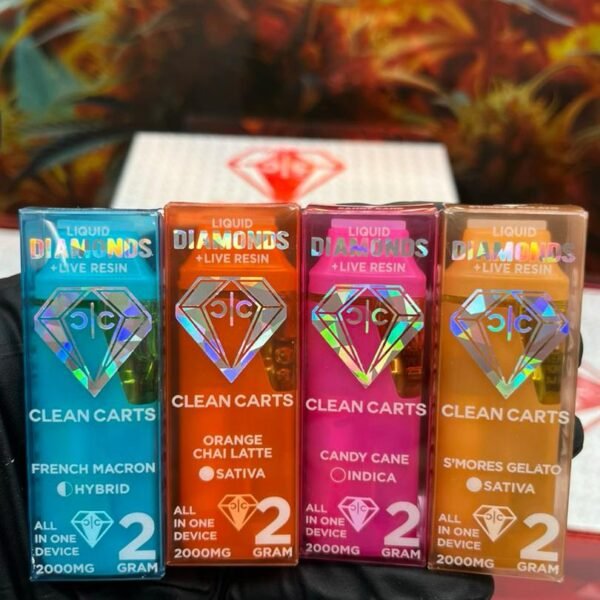 LIQUID
DIAMONDS
+LIVE RESIN
C|C
CLEAN CARTS
FRENCH MACRON
HYBRID
ALL
IN ONE
DEVICE
2000MG
C|C
2
GRAM
LIQUID
DIAMONDS
+LIVE RESIN
C|C
CLEAN CARTS
ORANGE
CHAI LATTE
SATIVA
ALL
IN ONE
DEVICE
2000MG
C|C
2
GRAM
LIQUID
DIAMONDS
+LIVE RESIN
C|C
CLEAN CARTS
CANDY CANE
INDICA
ALL
IN ONE
DEVICE
2000MG
C|C
2
GRAM
LIQUID
DIAMONDS
+LIVE RESIN
C|C
CLEAN CARTS
S'MORES GELATO
SATIVA
ALL
IN ONE
DEVICE
2000MG
C|C
2
GRAM
C|C